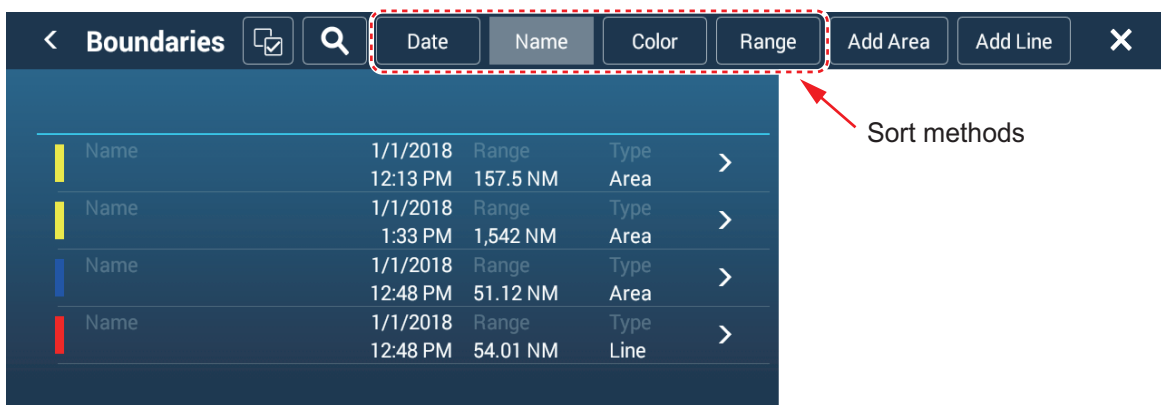 Boundaries Date Name Color Range Add Area Add Line
Sort methods
Name 1/1/2018 Range Type
12:13 PM 157.5 NM Area
Name 1/1/2018 Range Type
1:33 PM 1,542 NM Area
Name 1/1/2018 Range Type
12:48 PM 51.12 NM Area
Name 1/1/2018 Range Type
12:48 PM 54.01 NM Line